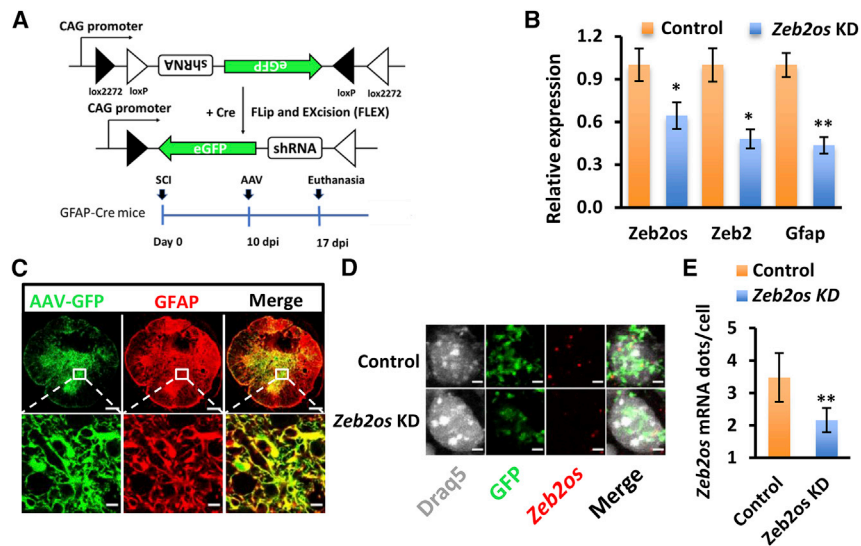 A
CAG promoter
shRNA
eGFP
lox2272
loxP
loxP
lox2272
CAG promoter
+ Cre
FLip and EXcision (FLEX)
eGFP
shRNA
SCI
AAV
Euthanasia
GFAP-Cre mice
Day 0
10 dpi
17 dpi
B
Control
Zeb2os KD
Relative expression
1.2
0.9
0.6
0.3
0.0
*
*
**
Zeb2os
Zeb2
Gfap
C
AAV-GFP
GFAP
Merge
D
Control
Zeb2os KD
Draq5
GFP
Zeb2os
Merge
E
Control
Zeb2os KD
Zeb2os mRNA dots/cell
5
4
3
2
1
**
Control
Zeb2os KD